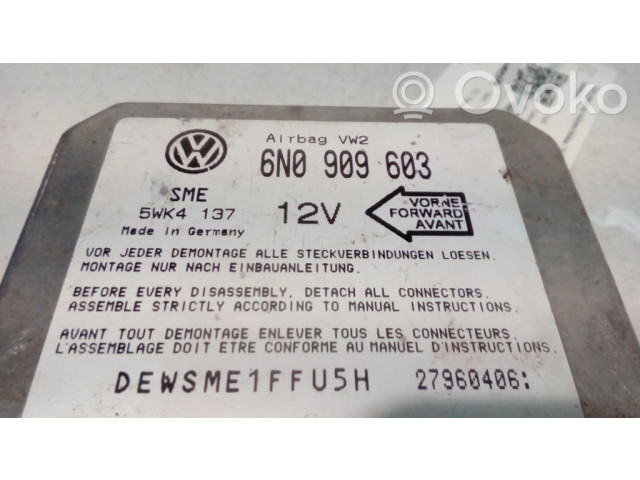 Ovoko
Airbag VW2
6N0 909 603
SME
5WK4 137
12V
VORNE
FORWARD
AVANT
Made in Germany
VOR JEDER DEMONTAGE ALLE STECKVERBINDUNGEN LOESEN.
MONTAGE NUR NACH EINBAUANLEITUNG.
BEFORE EVERY DISASSEMBLY, DETACH ALL CONNECTORS.
ASSEMBLE STRICTLY ACCORDING TO MANUAL INSTRUCTIONS.
AVANT TOUT DEMONTAGE ENLEVER TOUS LES CONNECTEURS.
L'ASSEMBLAGE DOIT ETRE CONFORME AU MANUEL D'INSTRUCTIONS.
DEWSME1FFU5H 27960406: